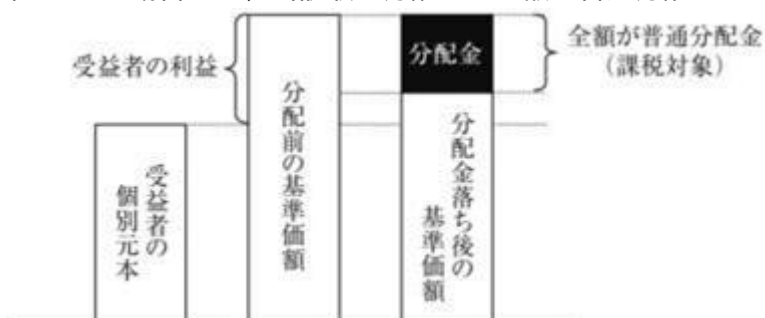 受益者の利益
分配金
全額が普通分配金
（課税対象）
受益者の
個別元本
分配前の基準価額
分配金落ち後の
基準価額